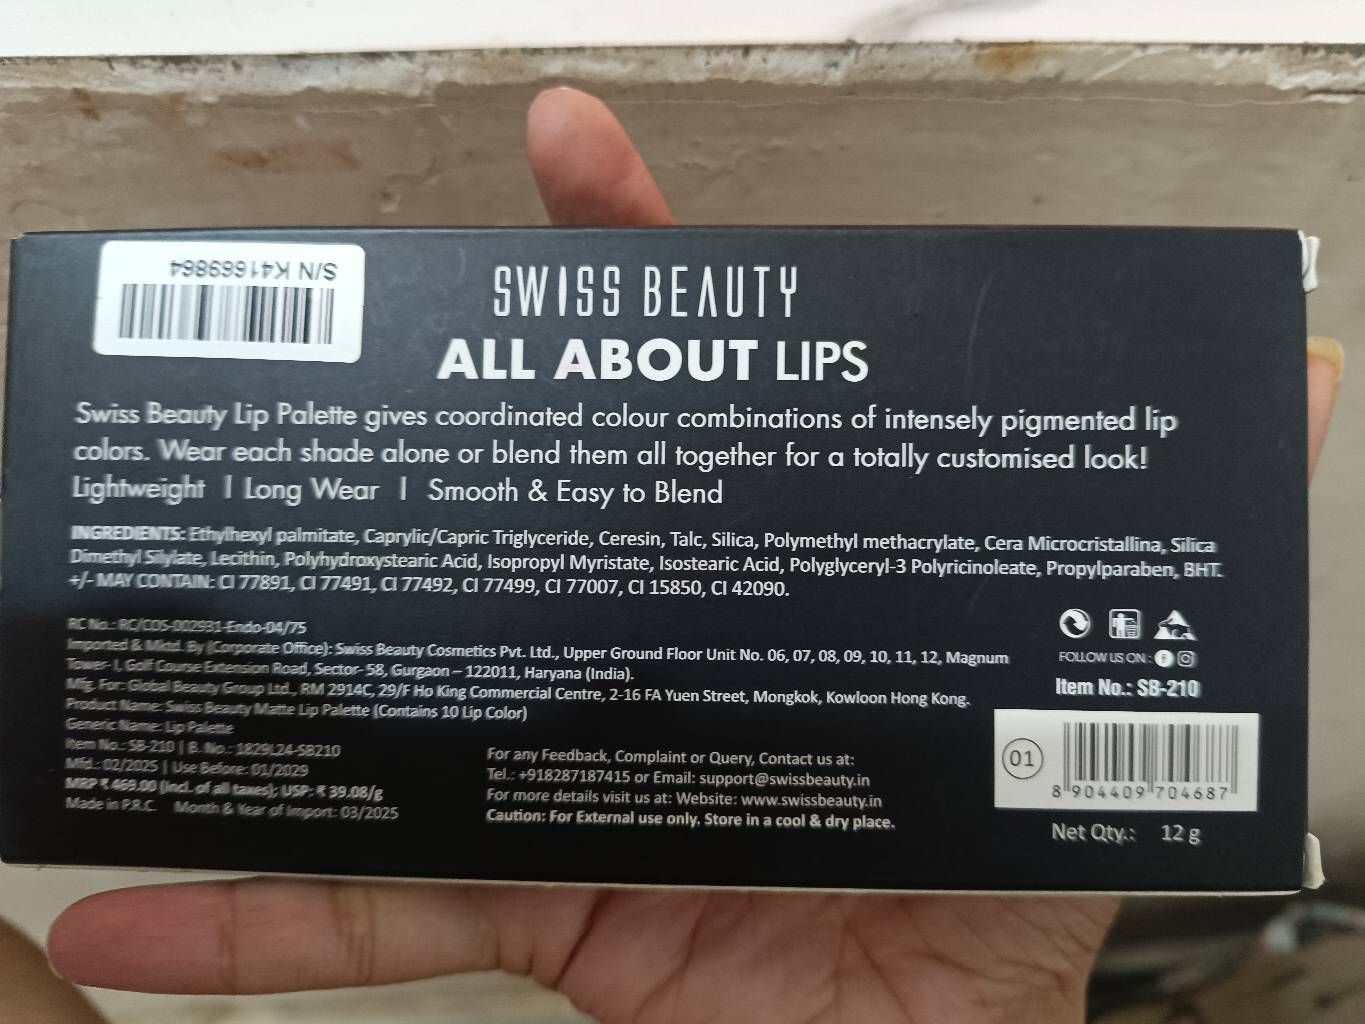 S/N K41669864
SWISS BEAUTY
ALL ABOUT LIPS
Swiss Beauty Lip Palette gives coordinated colour combinations of intensely pigmented lip
colors. Wear each shade alone or blend them all together for a totally customised look!
Lightweight | Long Wear | Smooth & Easy to Blend
INGREDIENTS: Ethylhexyl palmitate, Caprylic/Capric Triglyceride, Ceresin, Talc, Silica, Polymethyl methacrylate, Cera Microcristallina, Silica
Dimethyl Silylate, Lecithin, Polyhydroxystearic Acid, Isopropyl Myristate, Isostearic Acid, Polyglyceryl-3 Polyricinoleate, Propylparaben, BHT.
+/- MAY CONTAIN: CI 77891, CI 77491, CI 77492, CI 77499, CI 77007, CI 15850, CI 42090.
RC No.: RC/COS-002931-Endo-04/75
Imported & Mktd. By (Corporate Office): Swiss Beauty Cosmetics Pvt. Ltd., Upper Ground Floor Unit No. 06, 07, 08, 09, 10, 11, 12, Magnum
Tower- I, Golf Course Extension Road, Sector- 58, Gurgaon – 122011, Haryana (India).
Mfg. For: Global Beauty Group Ltd., RM 2914C, 29/F Ho King Commercial Centre, 2-16 FA Yuen Street, Mongkok, Kowloon Hong Kong.
Product Name: Swiss Beauty Matte Lip Palette (Contains 10 Lip Color)
Generic Name: Lip Palette
Item No.: SB-210 | B. No.: 1829L24-SB210
Mfd.: 02/2025 | Use Before: 01/2029
MRP ₹ 469.00 (incl. of all taxes); USP: ₹ 39.08/g
Made in P.R.C. Month & Year of Import: 03/2025
For any Feedback, Complaint or Query, Contact us at:
Tel.: +918287187415 or Email: support@swissbeauty.in
For more details visit us at: Website: www.swissbeauty.in
Caution: For External use only. Store in a cool & dry place.
FOLLOW US ON:
Item No.: SB-210
01
8 904409 704687
Net Qty.: 12 g